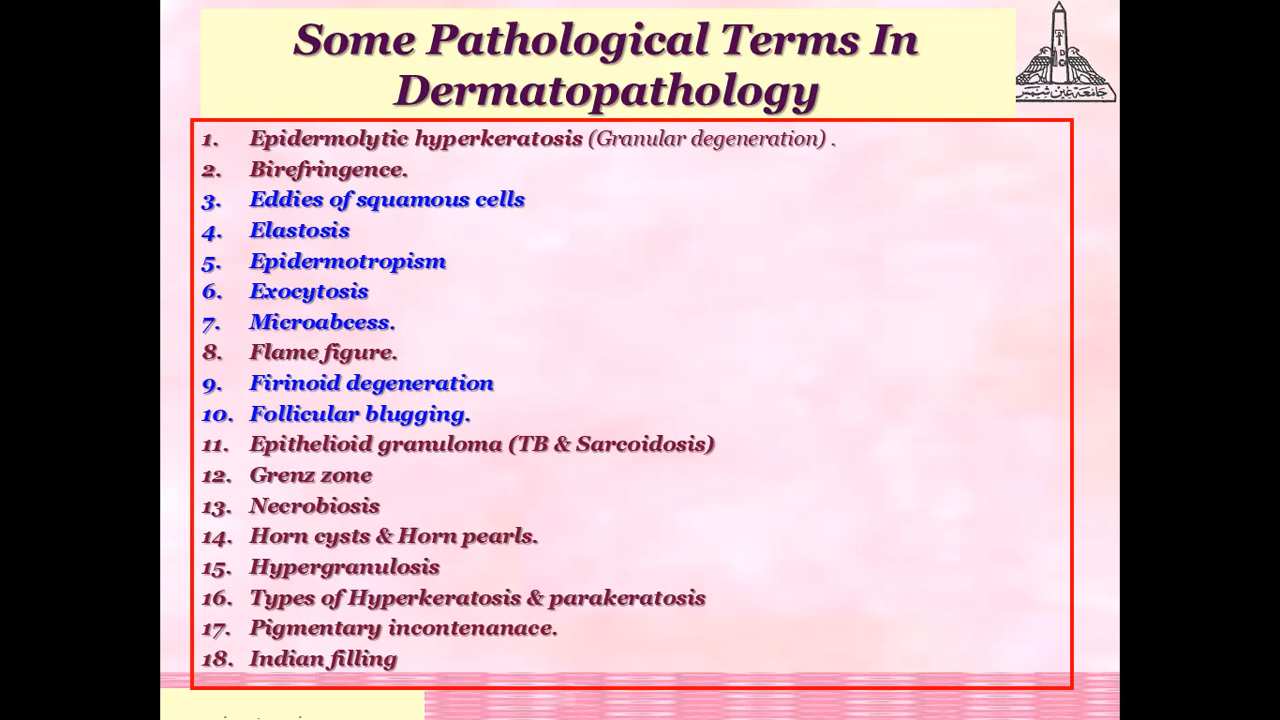 Some Pathological Terms In
Dermatopathology
جامعة عين شمس
1. Epidermolytic hyperkeratosis (Granular degeneration) .
2. Birefringence.
3. Eddies of squamous cells
4. Elastosis
5. Epidermotropism
6. Exocytosis
7. Microabcess.
8. Flame figure.
9. Firinoid degeneration
10. Follicular blugging.
11. Epithelioid granuloma (TB & Sarcoidosis)
12. Grenz zone
13. Necrobiosis
14. Horn cysts & Horn pearls.
15. Hypergranulosis
16. Types of Hyperkeratosis & parakeratosis
17. Pigmentary incontenanace.
18. Indian filling